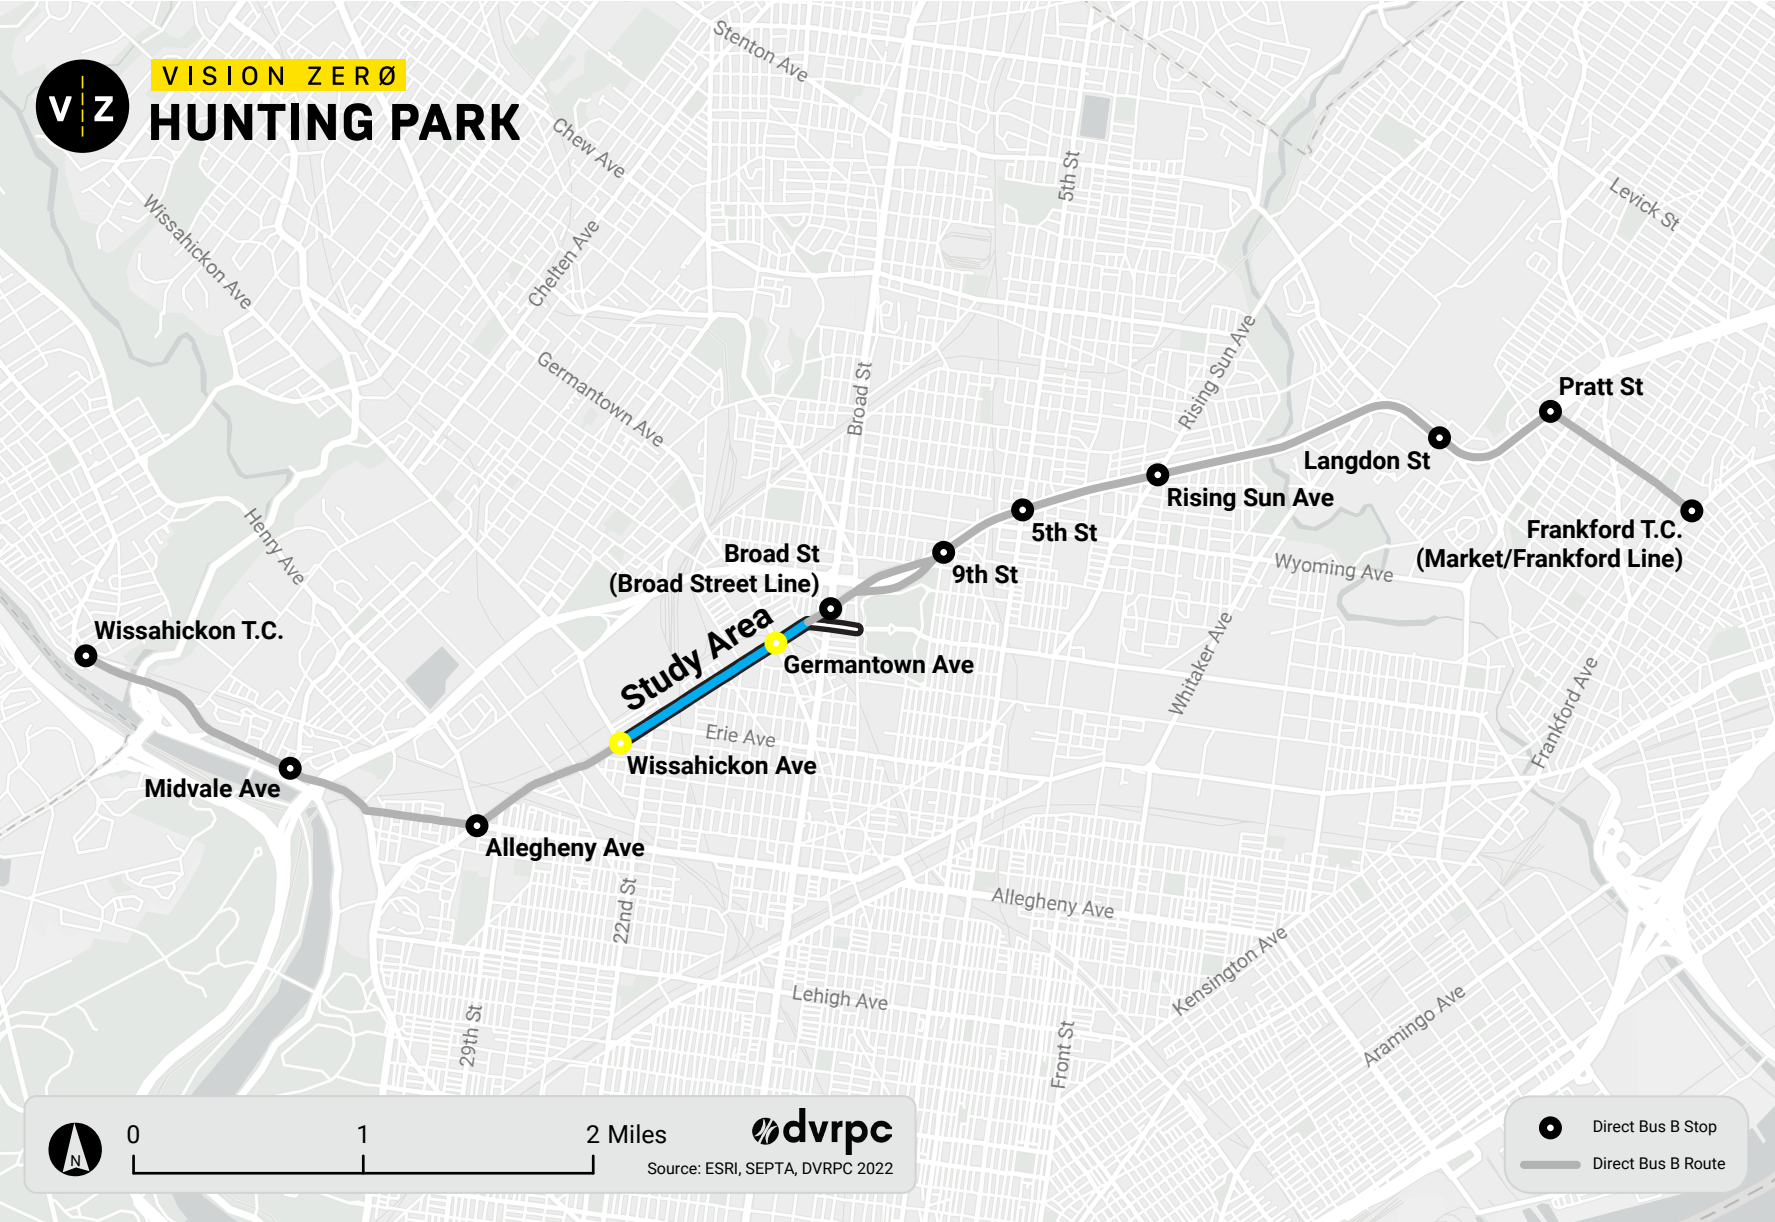 V Z
VISION ZERØ
HUNTING PARK
Stenton Ave
Chew Ave
5th St
Levick St
Wissahickon Ave
Chelten Ave
Germantown Ave
Broad St
Rising Sun Ave
Pratt St
Langdon St
Rising Sun Ave
Henry Ave
5th St
Frankford T.C.
(Market/Frankford Line)
Broad St
(Broad Street Line)
9th St
Wyoming Ave
Wissahickon T.C.
Study Area
Germantown Ave
Whitaker Ave
Frankford Ave
Erie Ave
Wissahickon Ave
Midvale Ave
Allegheny Ave
22nd St
Allegheny Ave
Kensington Ave
Lehigh Ave
29th St
Front St
Aramingo Ave
N
0 1 2 Miles
dvrpc
Source: ESRI, SEPTA, DVRPC 2022
Direct Bus B Stop
Direct Bus B Route